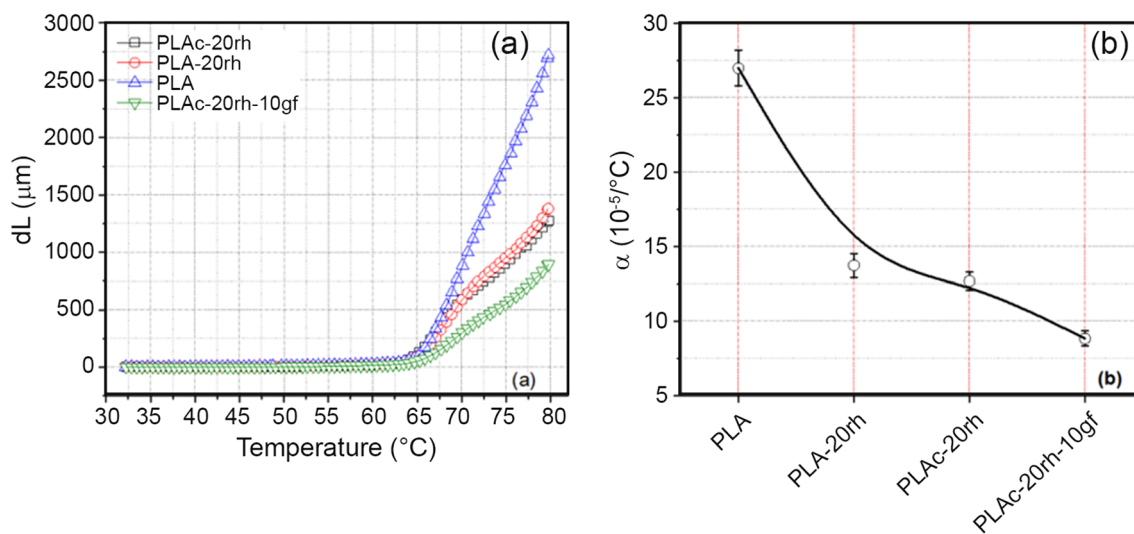 3000
2500
2000
1500
1000
500
0
dL (μm)
PLAc-20rh
PLA-20rh
PLA
PLAc-20rh-10gf
(a)
(a)
30 35 40 45 50 55 60 65 70 75 80
Temperature (°C)
30
25
20
15
10
5
α (10⁻⁵/°C)
(b)
(b)
PLA
PLA-20rh
PLAc-20rh
PLAc-20rh-10gf